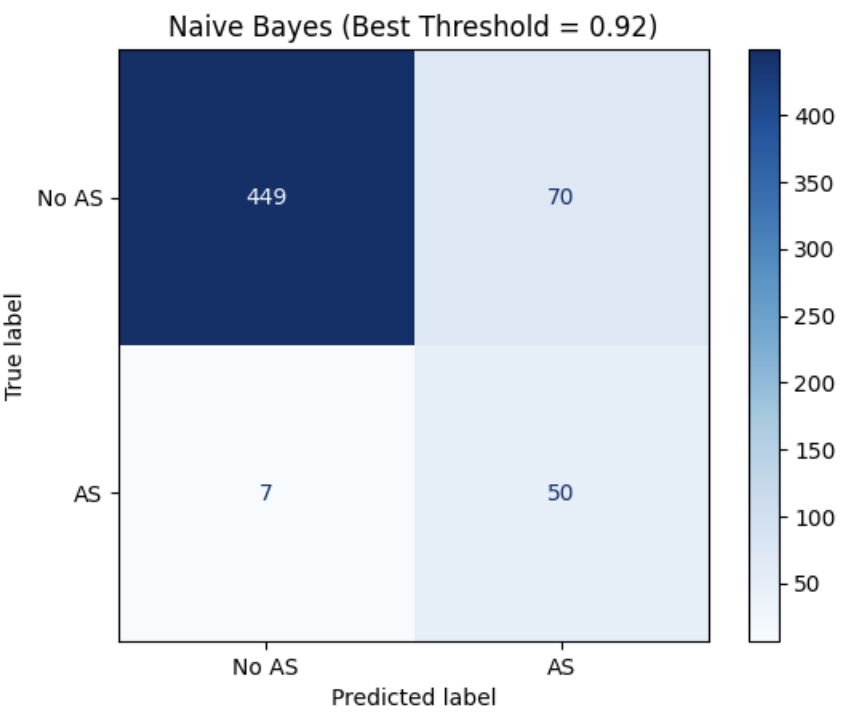 Naive Bayes (Best Threshold = 0.92)
True label
No AS
449
70
AS
7
50
No AS
AS
Predicted label
400
350
300
250
200
150
100
50